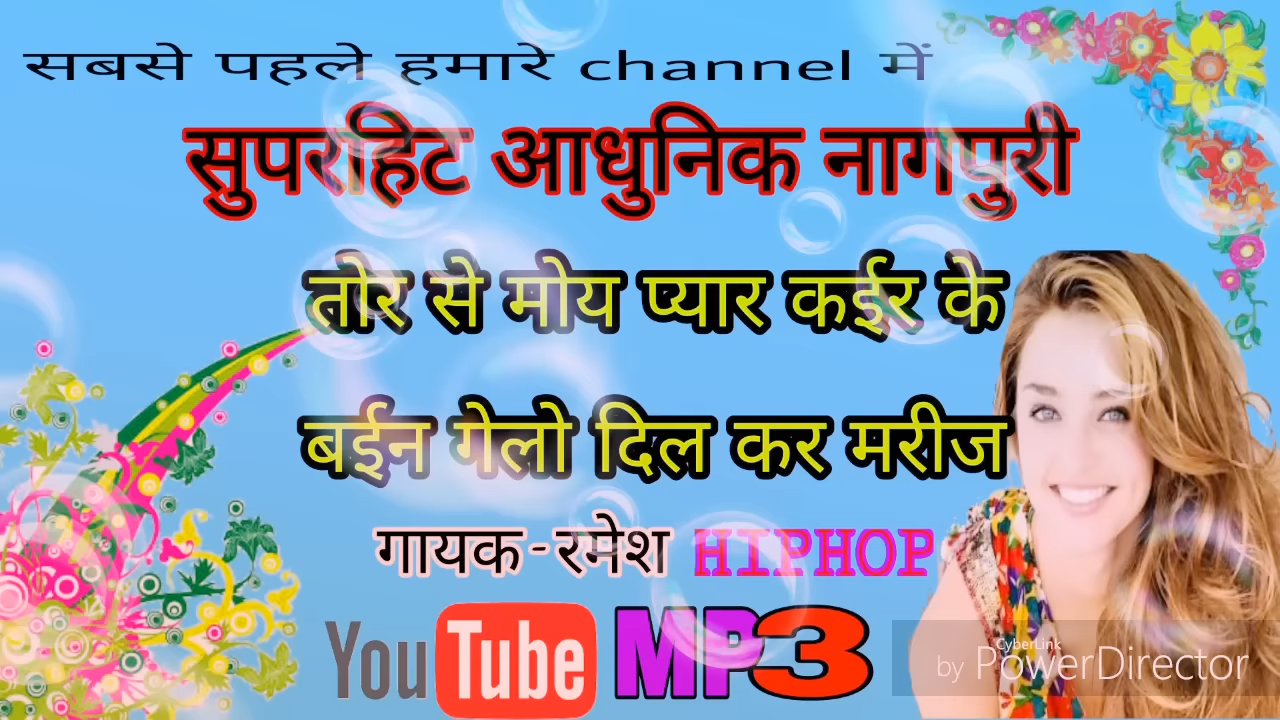 सबसे पहले हमारे channel में
सुपरहिट आधुनिक नागपुरी
तोर से मोय प्यार कईर के
बईन गेलो दिल कर मरीज
गायक - रमेश HIPHOP
YouTube MP3
CyberLink
by PowerDirector